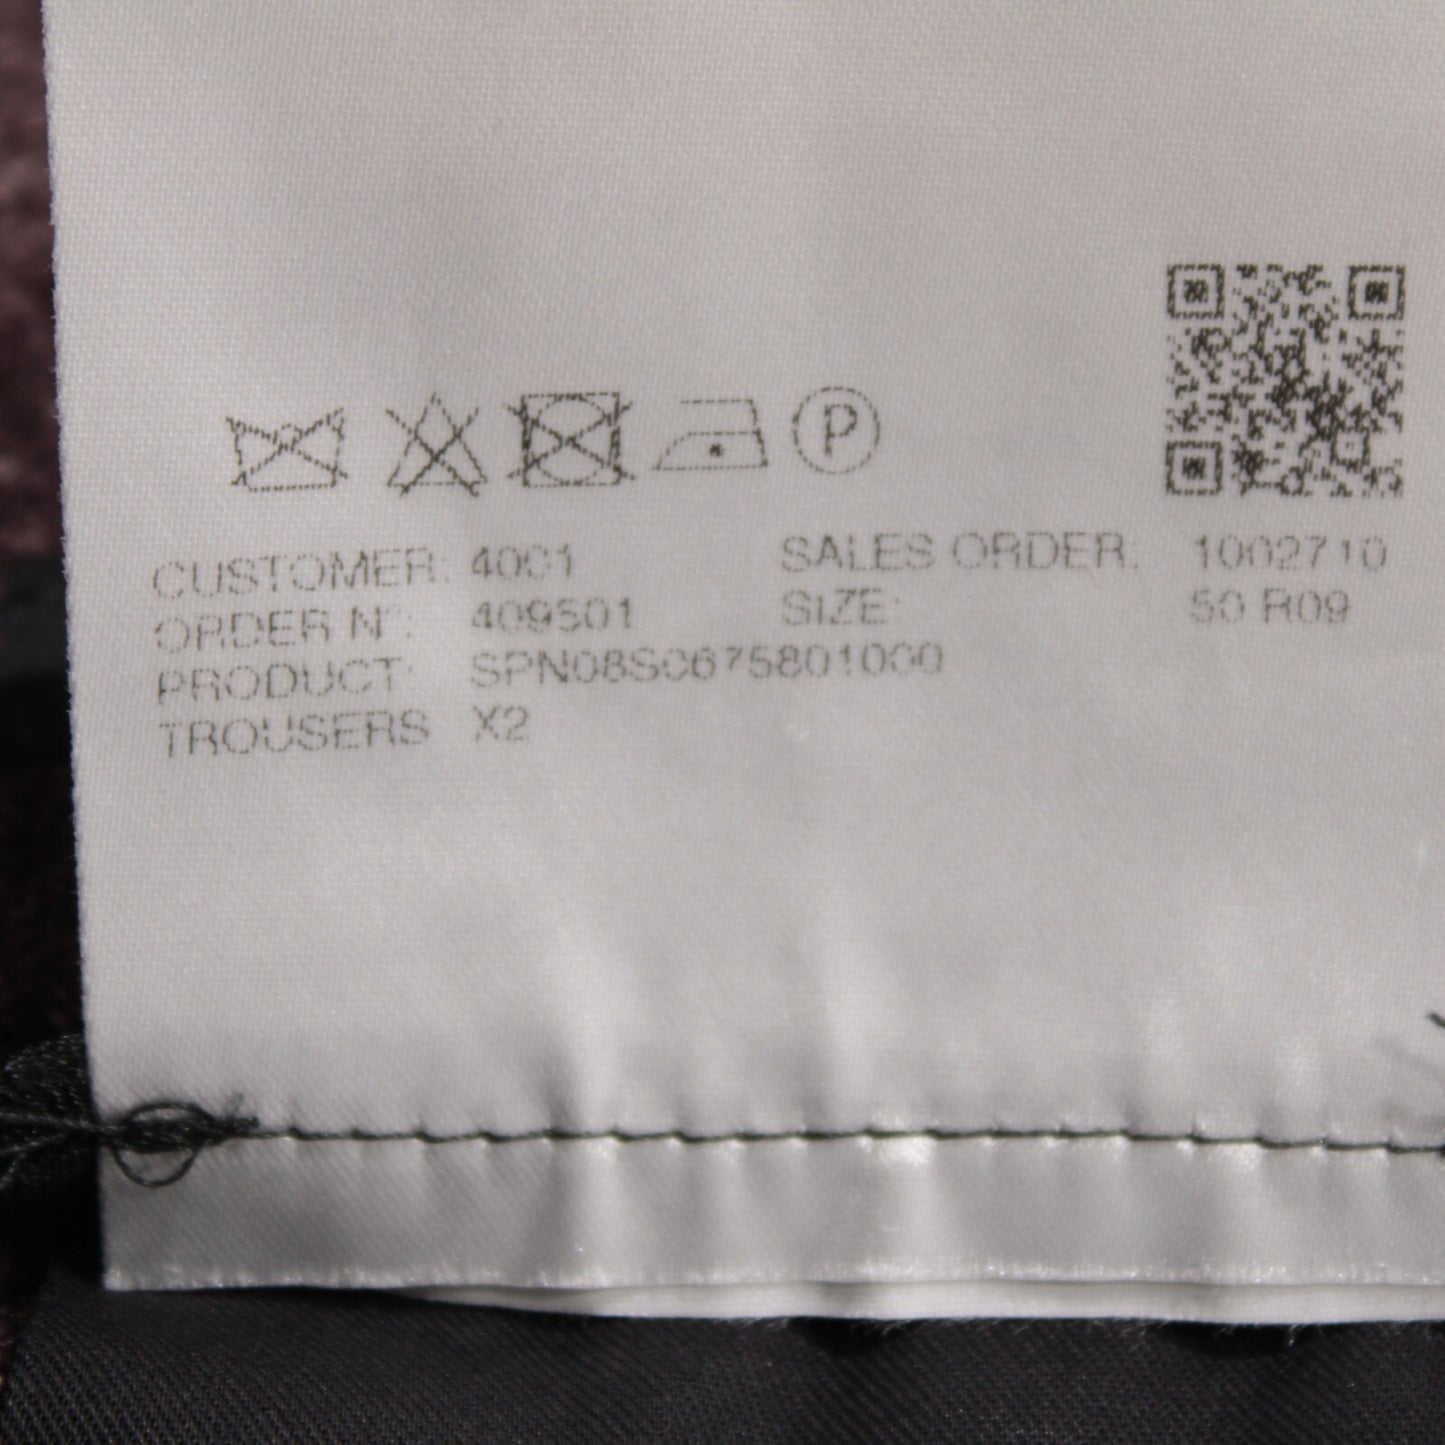 P
CUSTOMER: 4001 SALES ORDER: 1002710
ORDER N°: 409501 SIZE: 50 R09
PRODUCT: SPN08SC675801000
TROUSERS X2